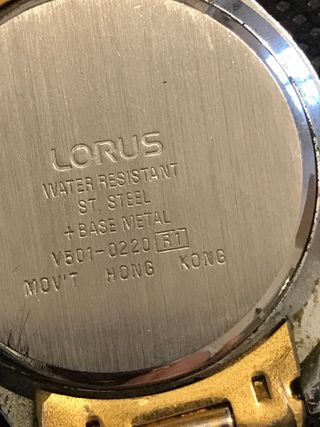 LORUS
WATER RESISTANT
ST. STEEL
+BASE METAL
V501-0220 R1
MOV'T HONG KONG